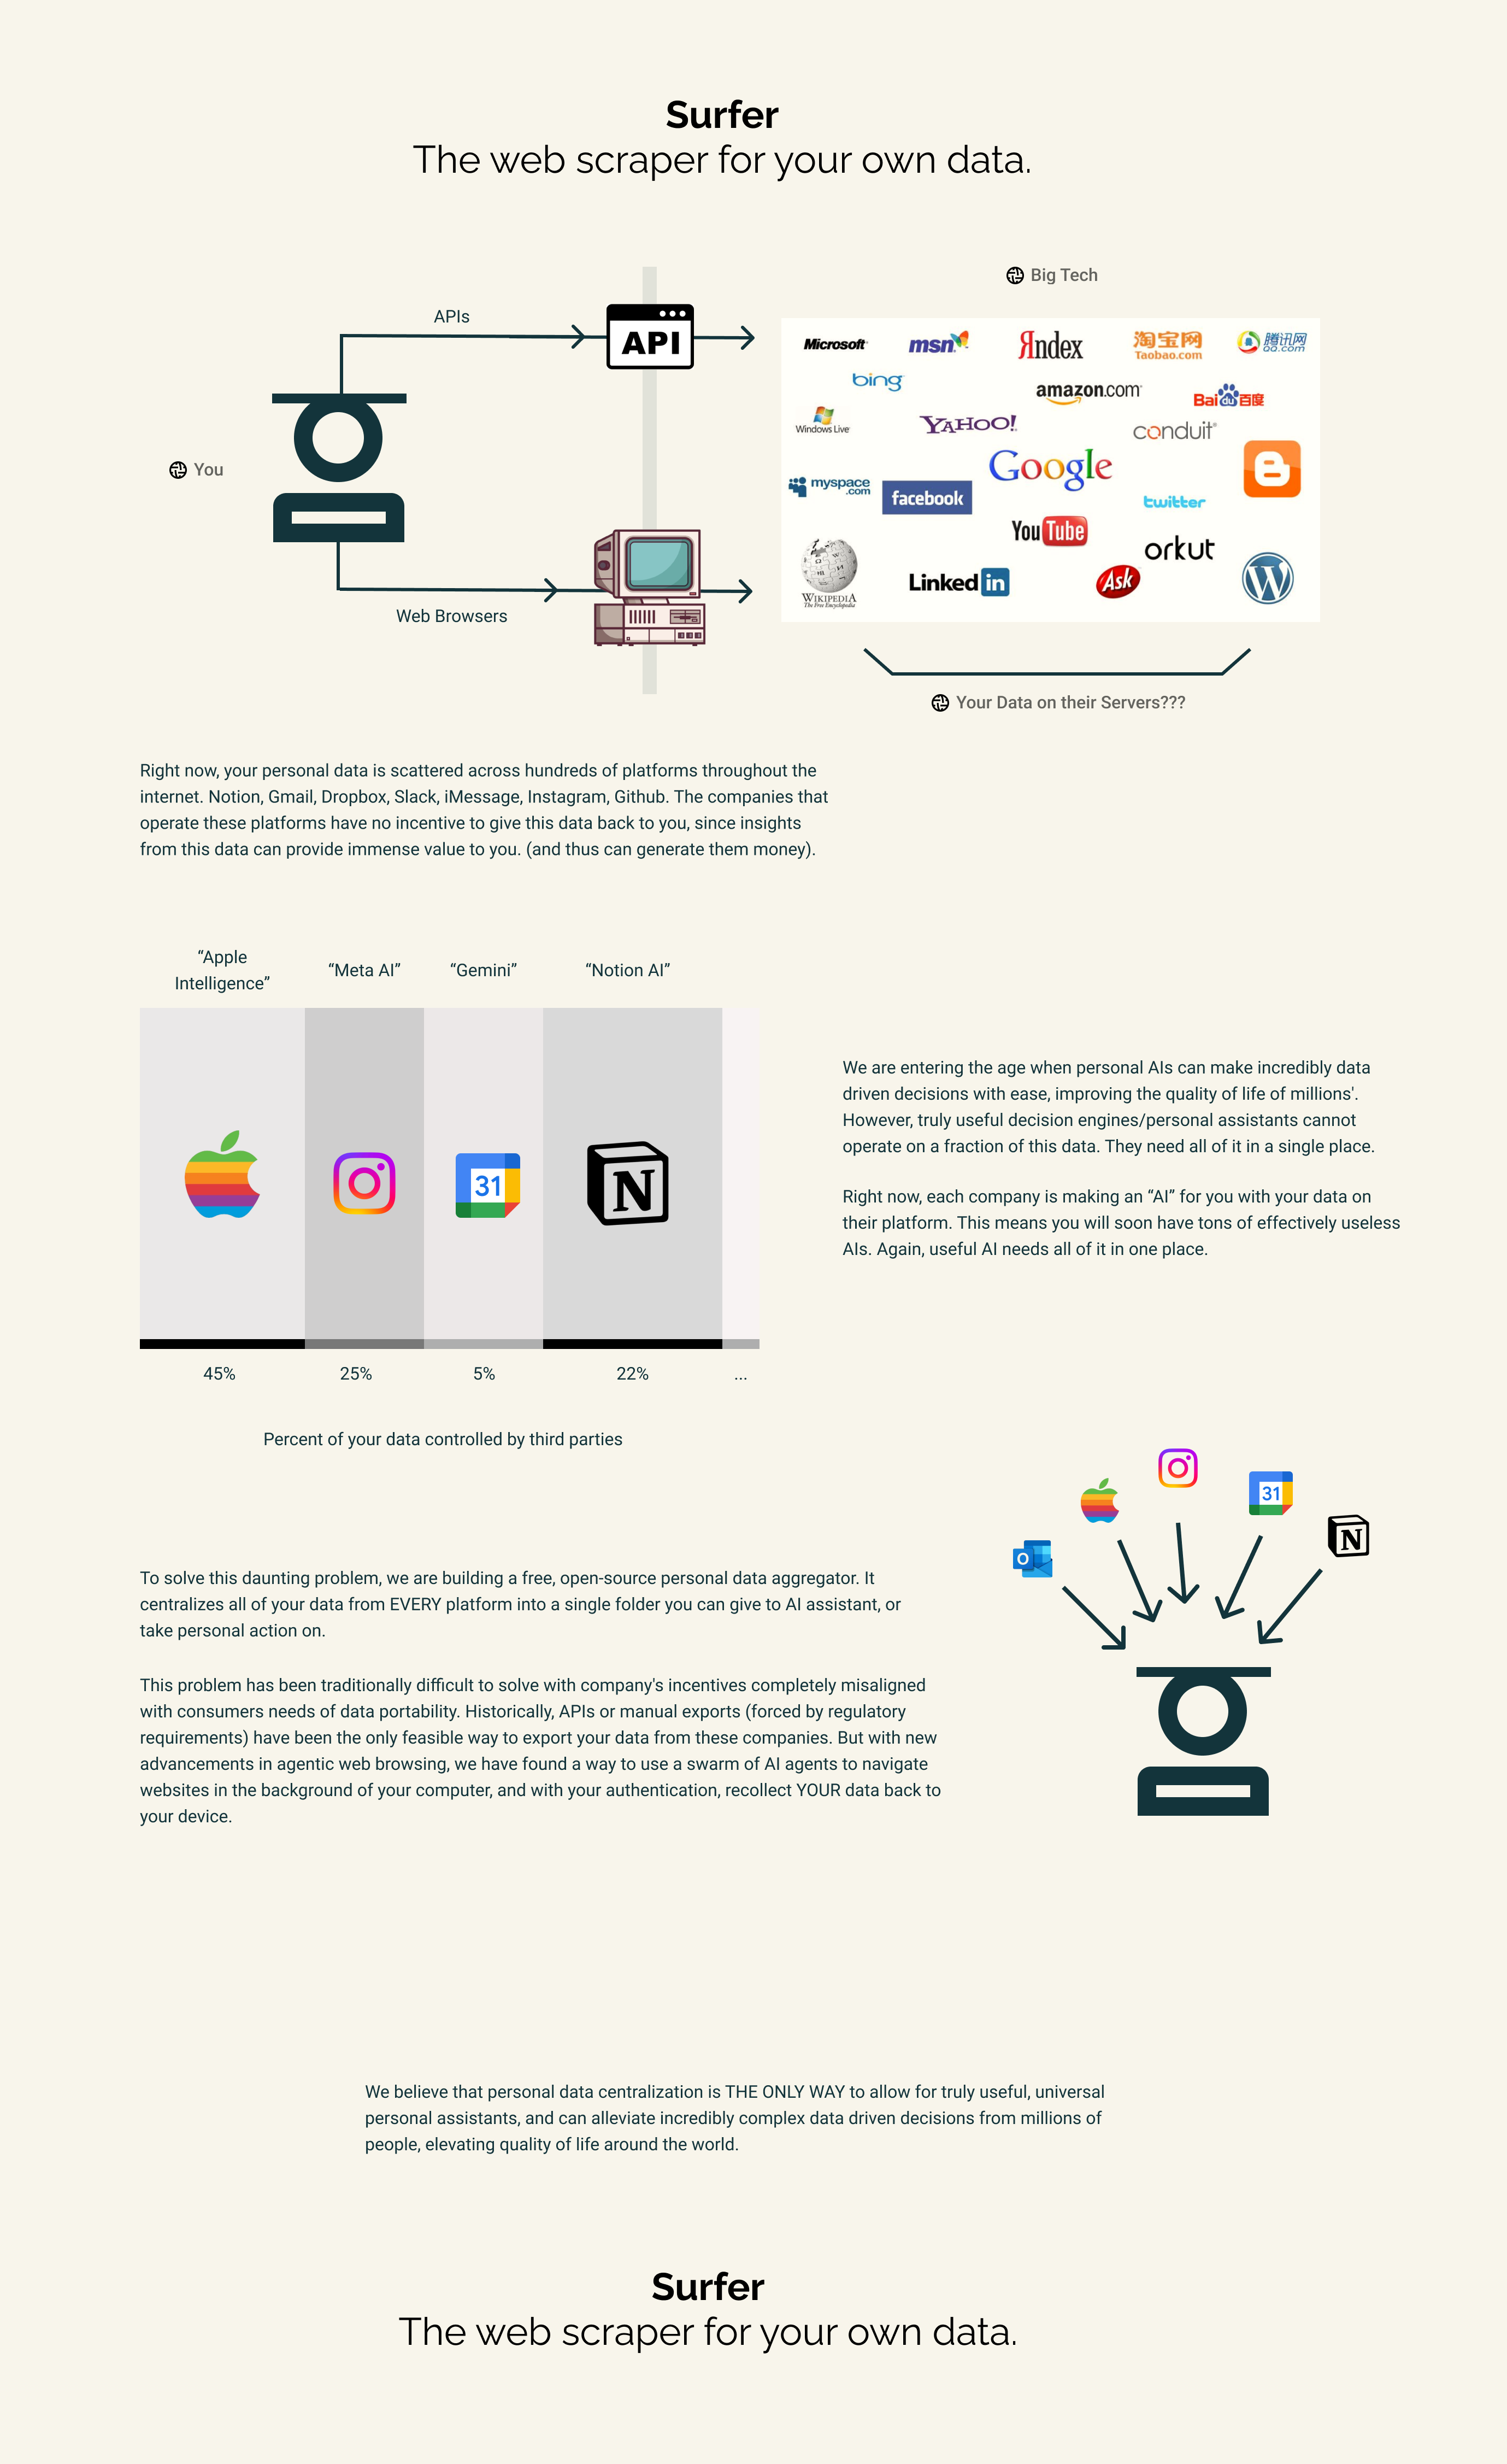 Surfer
The web scraper for your own data.
Big Tech
APIs
API
Microsoft
msn
Яndex
淘宝网
Taobao.com
腾讯网
QQ.com
bing
amazon.com
Bai du 百度
Windows Live
YAHOO!
conduit
Google
myspace
.com
facebook
twitter
You
YouTube
orkut
WIKIPEDIA
The Free Encyclopedia
Linked in
Ask
Web Browsers
Your Data on their Servers???
Right now, your personal data is scattered across hundreds of platforms throughout the
internet. Notion, Gmail, Dropbox, Slack, iMessage, Instagram, Github. The companies that
operate these platforms have no incentive to give this data back to you, since insights
from this data can provide immense value to you. (and thus can generate them money).
“Apple
Intelligence”
“Meta AI”
“Gemini”
“Notion AI”
31
N
45%
25%
5%
22%
...
Percent of your data controlled by third parties
We are entering the age when personal AIs can make incredibly data
driven decisions with ease, improving the quality of life of millions'.
However, truly useful decision engines/personal assistants cannot
operate on a fraction of this data. They need all of it in a single place.
Right now, each company is making an “AI” for you with your data on
their platform. This means you will soon have tons of effectively useless
AIs. Again, useful AI needs all of it in one place.
31
N
O
To solve this daunting problem, we are building a free, open-source personal data aggregator. It
centralizes all of your data from EVERY platform into a single folder you can give to AI assistant, or
take personal action on.
This problem has been traditionally difficult to solve with company's incentives completely misaligned
with consumers needs of data portability. Historically, APIs or manual exports (forced by regulatory
requirements) have been the only feasible way to export your data from these companies. But with new
advancements in agentic web browsing, we have found a way to use a swarm of AI agents to navigate
websites in the background of your computer, and with your authentication, recollect YOUR data back to
your device.
We believe that personal data centralization is THE ONLY WAY to allow for truly useful, universal
personal assistants, and can alleviate incredibly complex data driven decisions from millions of
people, elevating quality of life around the world.
Surfer
The web scraper for your own data.